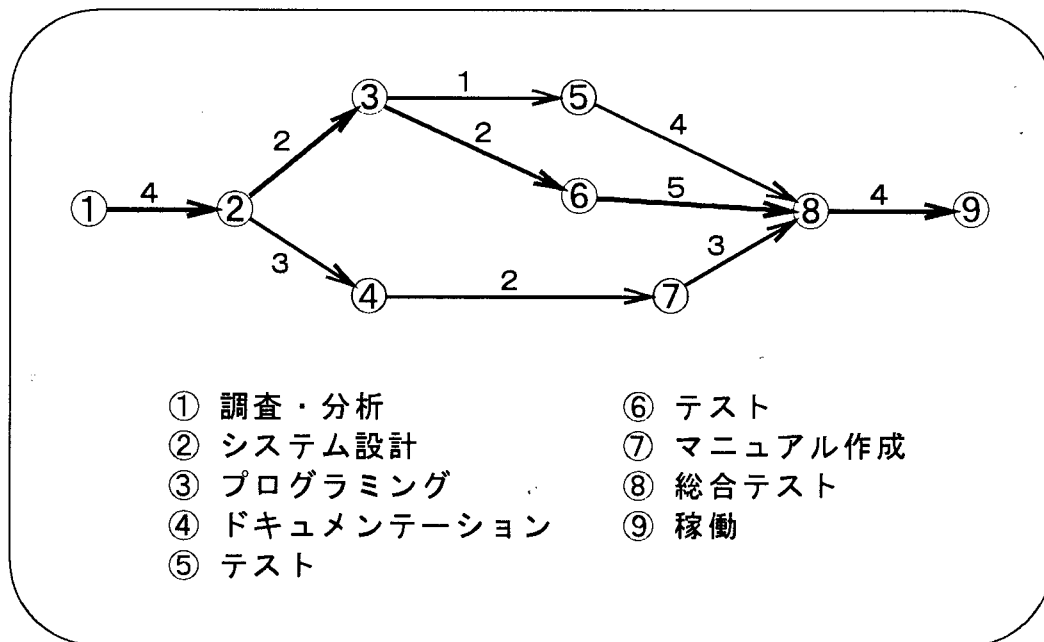 1
③ ⑤
2 2 4
4 5 4
① ② ⑥ ⑧ ⑨
3 3
2
④ ⑦
① 調査・分析
② システム設計
③ プログラミング
④ ドキュメンテーション
⑤ テスト
⑥ テスト
⑦ マニュアル作成
⑧ 総合テスト
⑨ 稼働